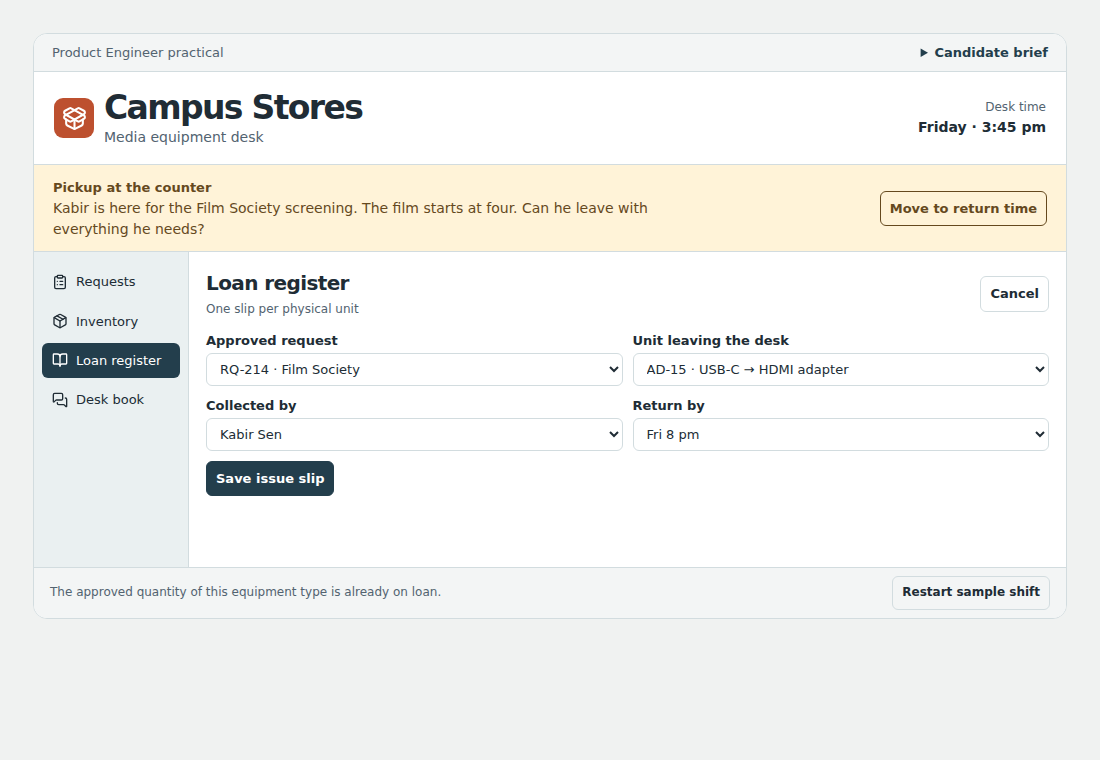 Product Engineer practical
Candidate brief
Campus Stores
Media equipment desk
Desk time
Friday · 3:45 pm
Pickup at the counter
Kabir is here for the Film Society screening. The film starts at four. Can he leave with
everything he needs?
Move to return time
Requests
Inventory
Loan register
Desk book
Loan register
One slip per physical unit
Cancel
Approved request
Unit leaving the desk
RQ-214 · Film Society
AD-15 · USB-C → HDMI adapter
Collected by
Return by
Kabir Sen
Fri 8 pm
Save issue slip
The approved quantity of this equipment type is already on loan.
Restart sample shift